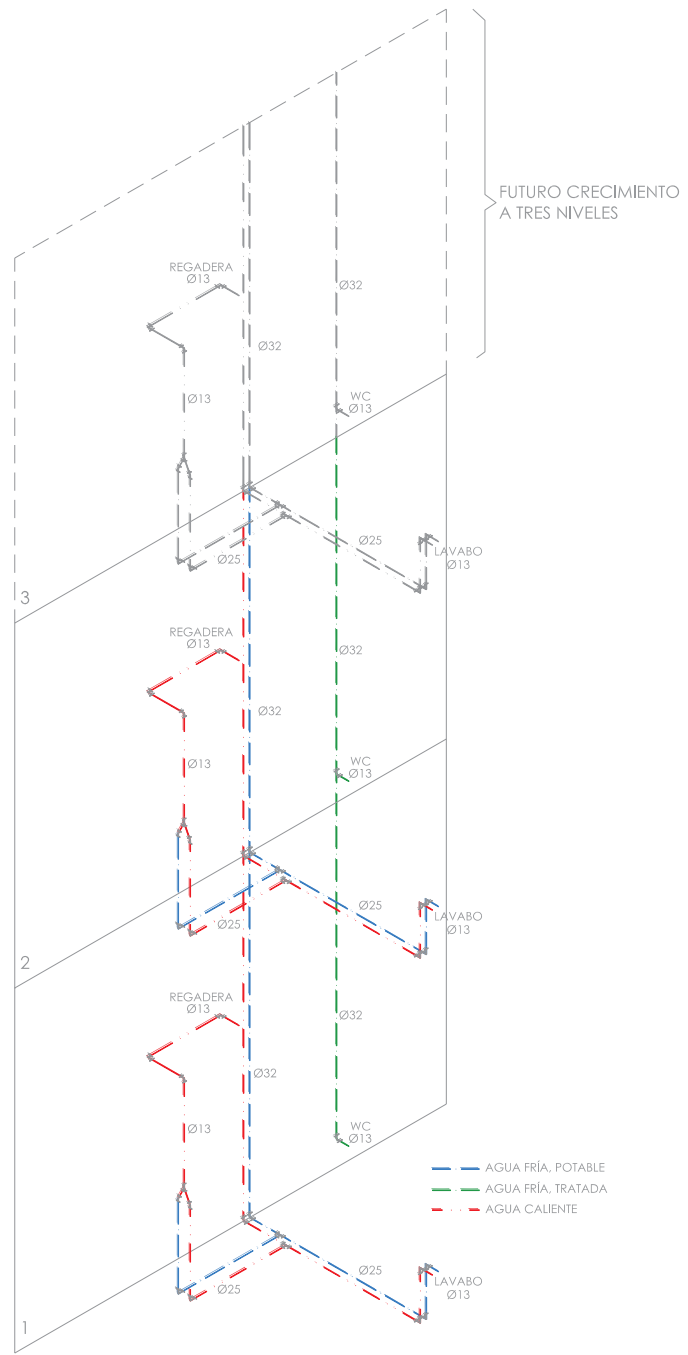 FUTURO CRECIMIENTO
A TRES NIVELES
REGADERA
Ø13
Ø32
Ø32
Ø13
WC
Ø13
Ø25
LAVABO
Ø13
Ø25
3
REGADERA
Ø13
Ø32
Ø32
Ø13
WC
Ø13
Ø25
LAVABO
Ø13
Ø25
2
REGADERA
Ø13
Ø32
Ø32
Ø13
WC
Ø13
AGUA FRÍA, POTABLE
AGUA FRÍA, TRATADA
AGUA CALIENTE
Ø25
LAVABO
Ø13
Ø25
1